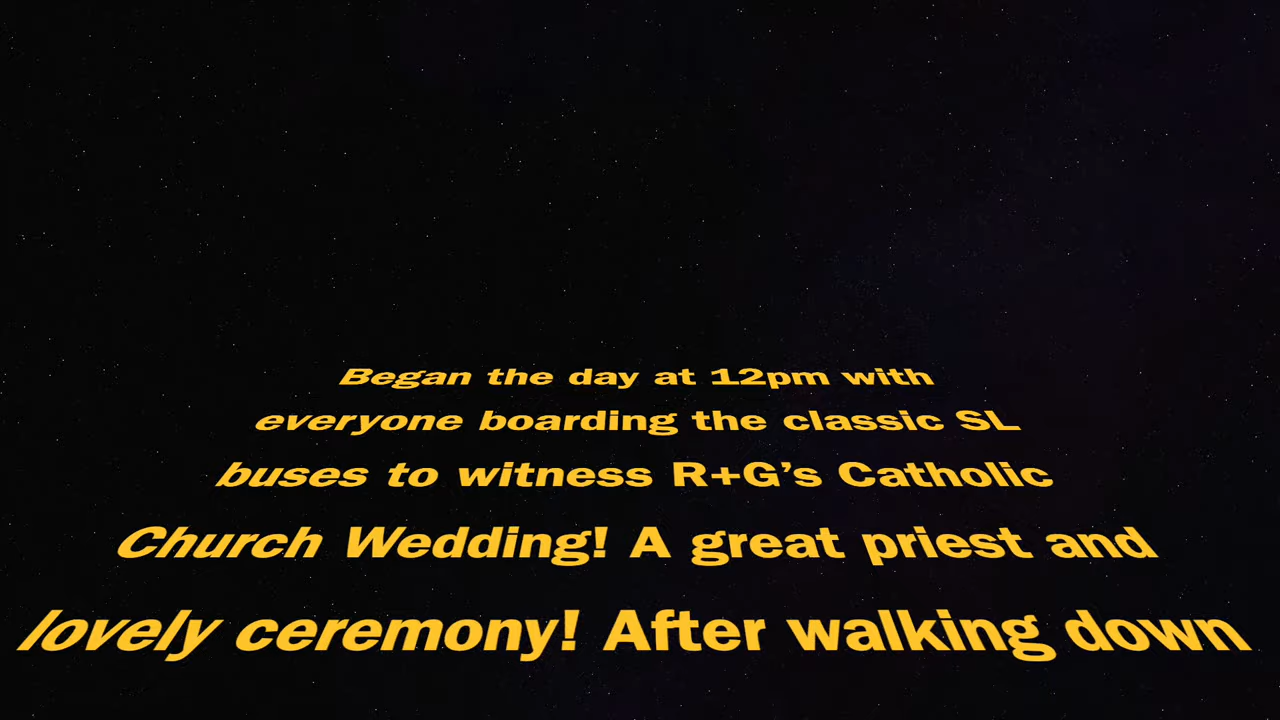 Began the day at 12pm with
everyone boarding the classic SL
buses to witness R+G’s Catholic
Church Wedding! A great priest and
lovely ceremony! After walking down